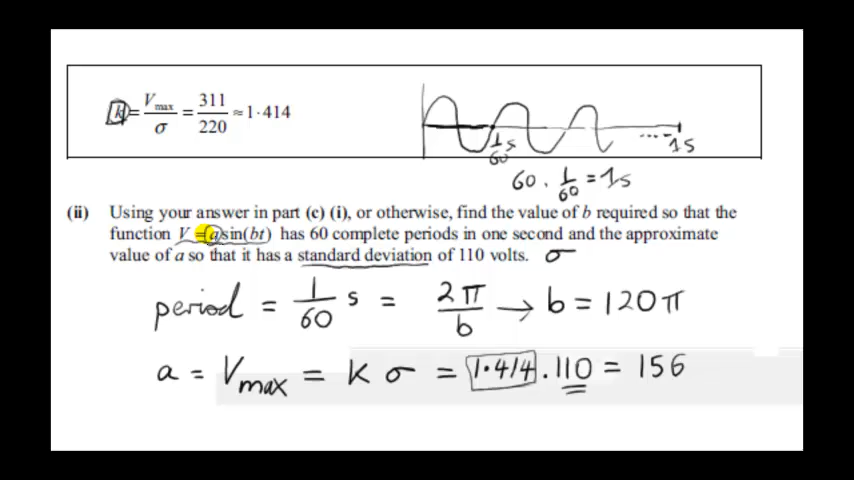 k = Vmax/σ = 311/220 ≈ 1·414
1/60 s
.... 1s
60 . 1/60 = 1s
(ii) Using your answer in part (c) (i), or otherwise, find the value of b required so that the
function V = a sin(bt) has 60 complete periods in one second and the approximate
value of a so that it has a standard deviation of 110 volts. σ
period = 1/60 s = 2π/b → b = 120π
a = Vmax = K σ = 1·414 . 110 = 156